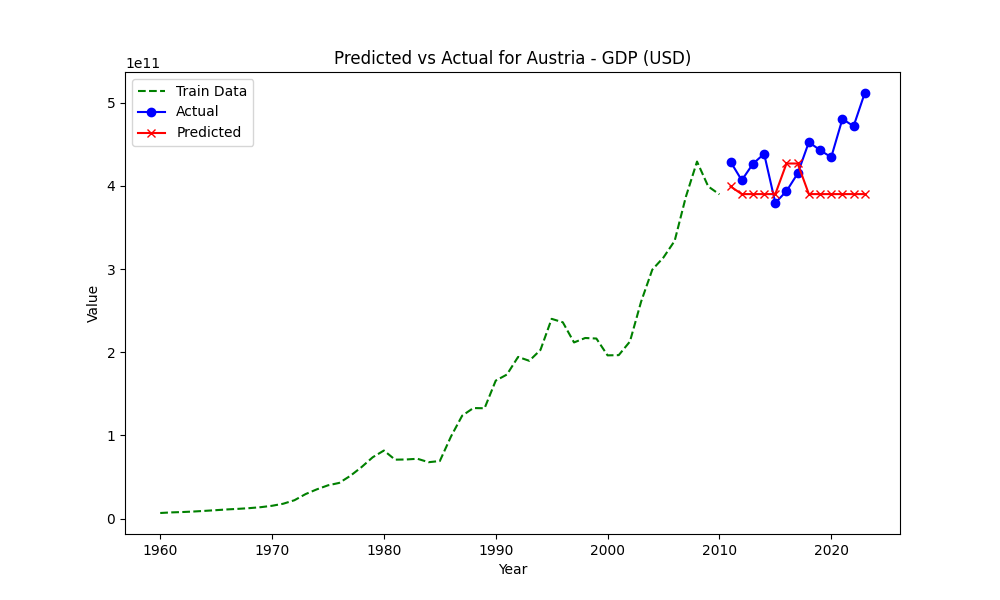 Predicted vs Actual for Austria - GDP (USD)
1e11
Train Data
Actual
Predicted
5
4
3
2
1
0
Value
1960 1970 1980 1990 2000 2010 2020
Year